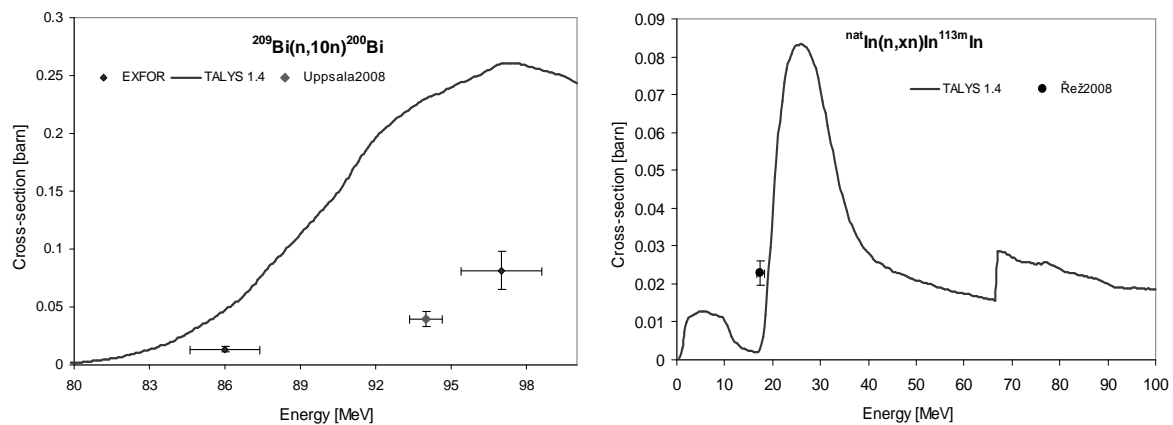 ²⁰⁹Bi(n,10n)²⁰⁰Bi
EXFOR TALYS 1.4 Uppsala2008
0.3
0.25
0.2
0.15
0.1
0.05
0
Cross-section [barn]
80 83 86 89 92 95 98
Energy [MeV]
ⁿᵃᵗIn(n,xn)In¹¹³ᵐIn
TALYS 1.4 Řež2008
0.09
0.08
0.07
0.06
0.05
0.04
0.03
0.02
0.01
0
Cross-section [barn]
0 10 20 30 40 50 60 70 80 90 100
Energy [MeV]